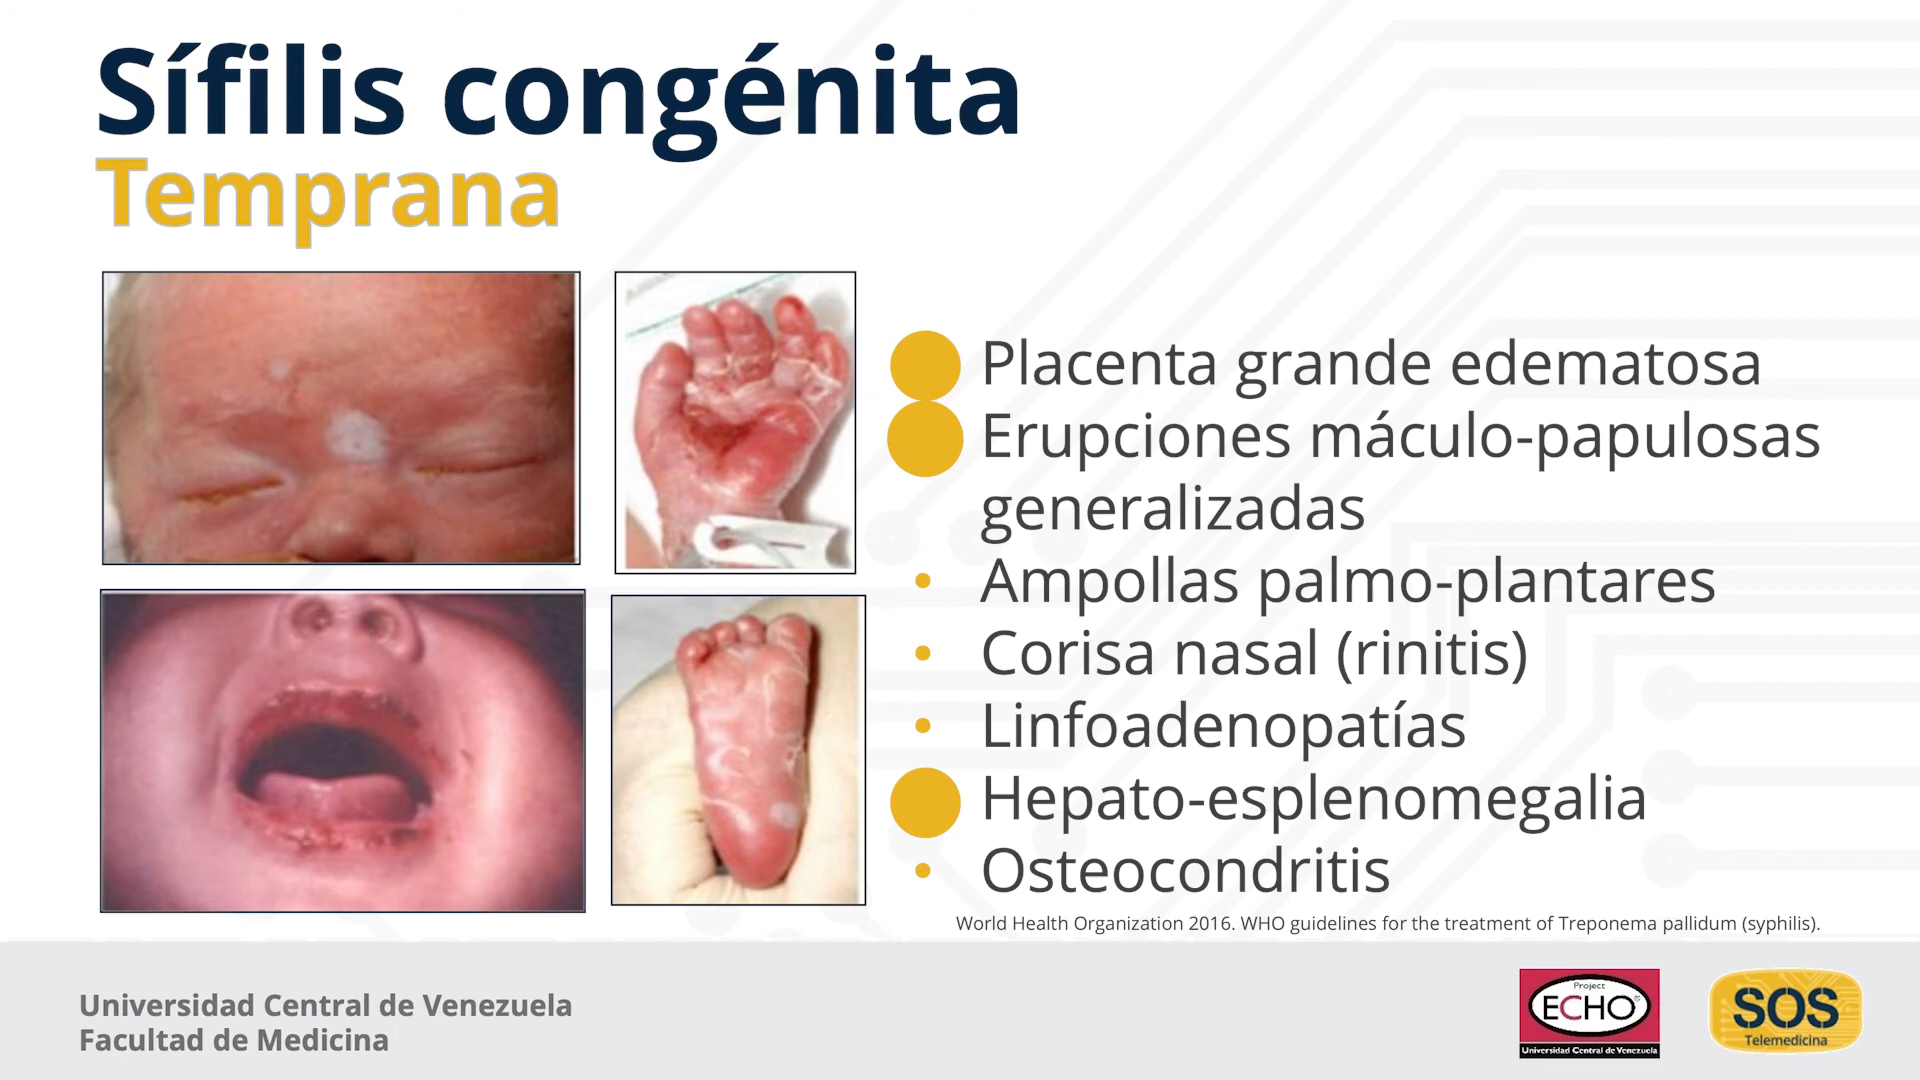 Sífilis congénita
Temprana
Placenta grande edematosa
Erupciones máculo-papulosas
generalizadas
Ampollas palmo-plantares
Corisa nasal (rinitis)
Linfoadenopatías
Hepato-esplenomegalia
Osteocondritis
World Health Organization 2016. WHO guidelines for the treatment of Treponema pallidum (syphilis).
Universidad Central de Venezuela
Facultad de Medicina
Project
ECHO®
Universidad Central de Venezuela
SOS
Telemedicina